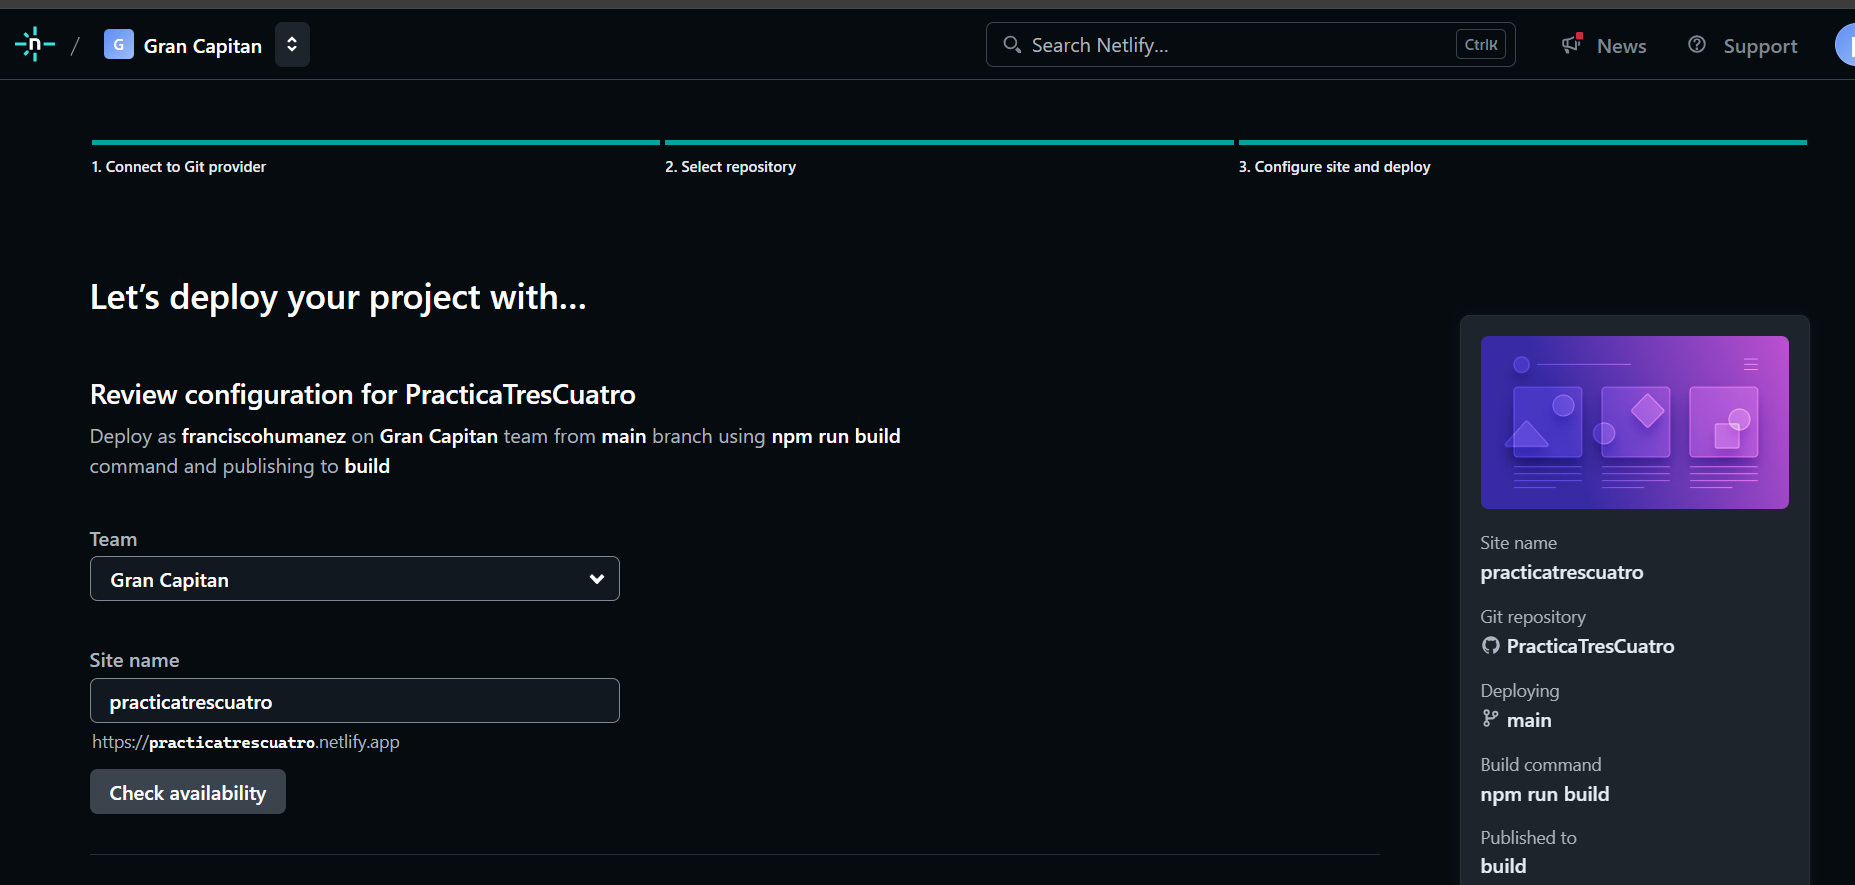 n / G Gran Capitan
Search Netlify... CtrlK
News
Support
1. Connect to Git provider
2. Select repository
3. Configure site and deploy
Let’s deploy your project with…
Review configuration for PracticaTresCuatro
Deploy as franciscohumanez on Gran Capitan team from main branch using npm run build
command and publishing to build
Team
Gran Capitan
Site name
practicatrescuatro
https://practicatrescuatro.netlify.app
Check availability
Site name
practicatrescuatro
Git repository
PracticaTresCuatro
Deploying
main
Build command
npm run build
Published to
build